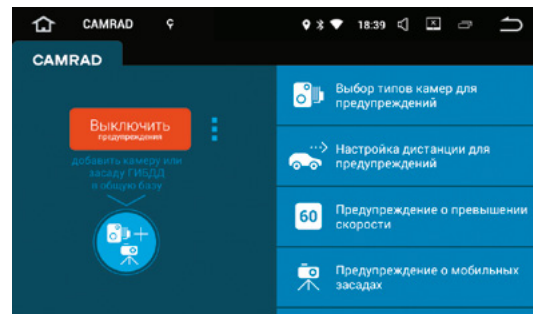 CAMRAD
18:39
CAMRAD
Выключить
предупреждения
добавить камеру или
засаду ГИБДД
в общую базу
Выбор типов камер для
предупреждений
Настройка дистанции для
предупреждений
60
Предупреждение о превышении
скорости
Предупреждение о мобильных
засадах